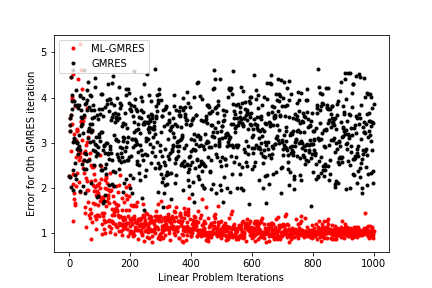 ML-GMRES
GMRES
5
4
3
2
1
0
200
400
600
800
1000
Error for 0th GMRES iteration
Linear Problem Iterations